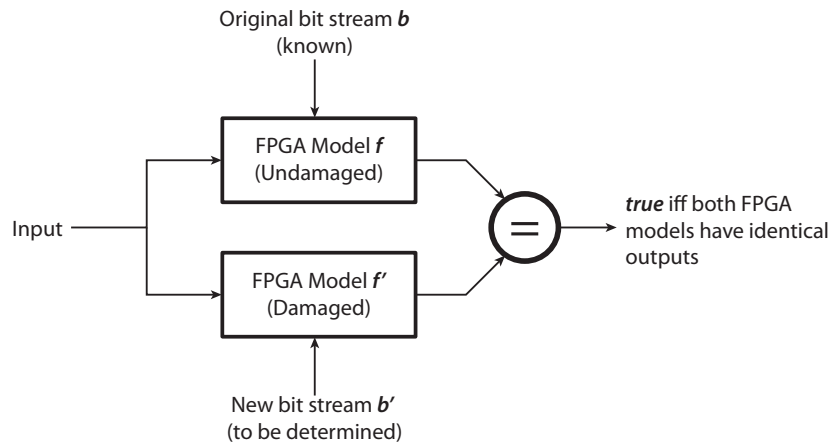 Original bit stream b
(known)
FPGA Model f
(Undamaged)
Input
=
true iff both FPGA
models have identical
outputs
FPGA Model f'
(Damaged)
New bit stream b'
(to be determined)